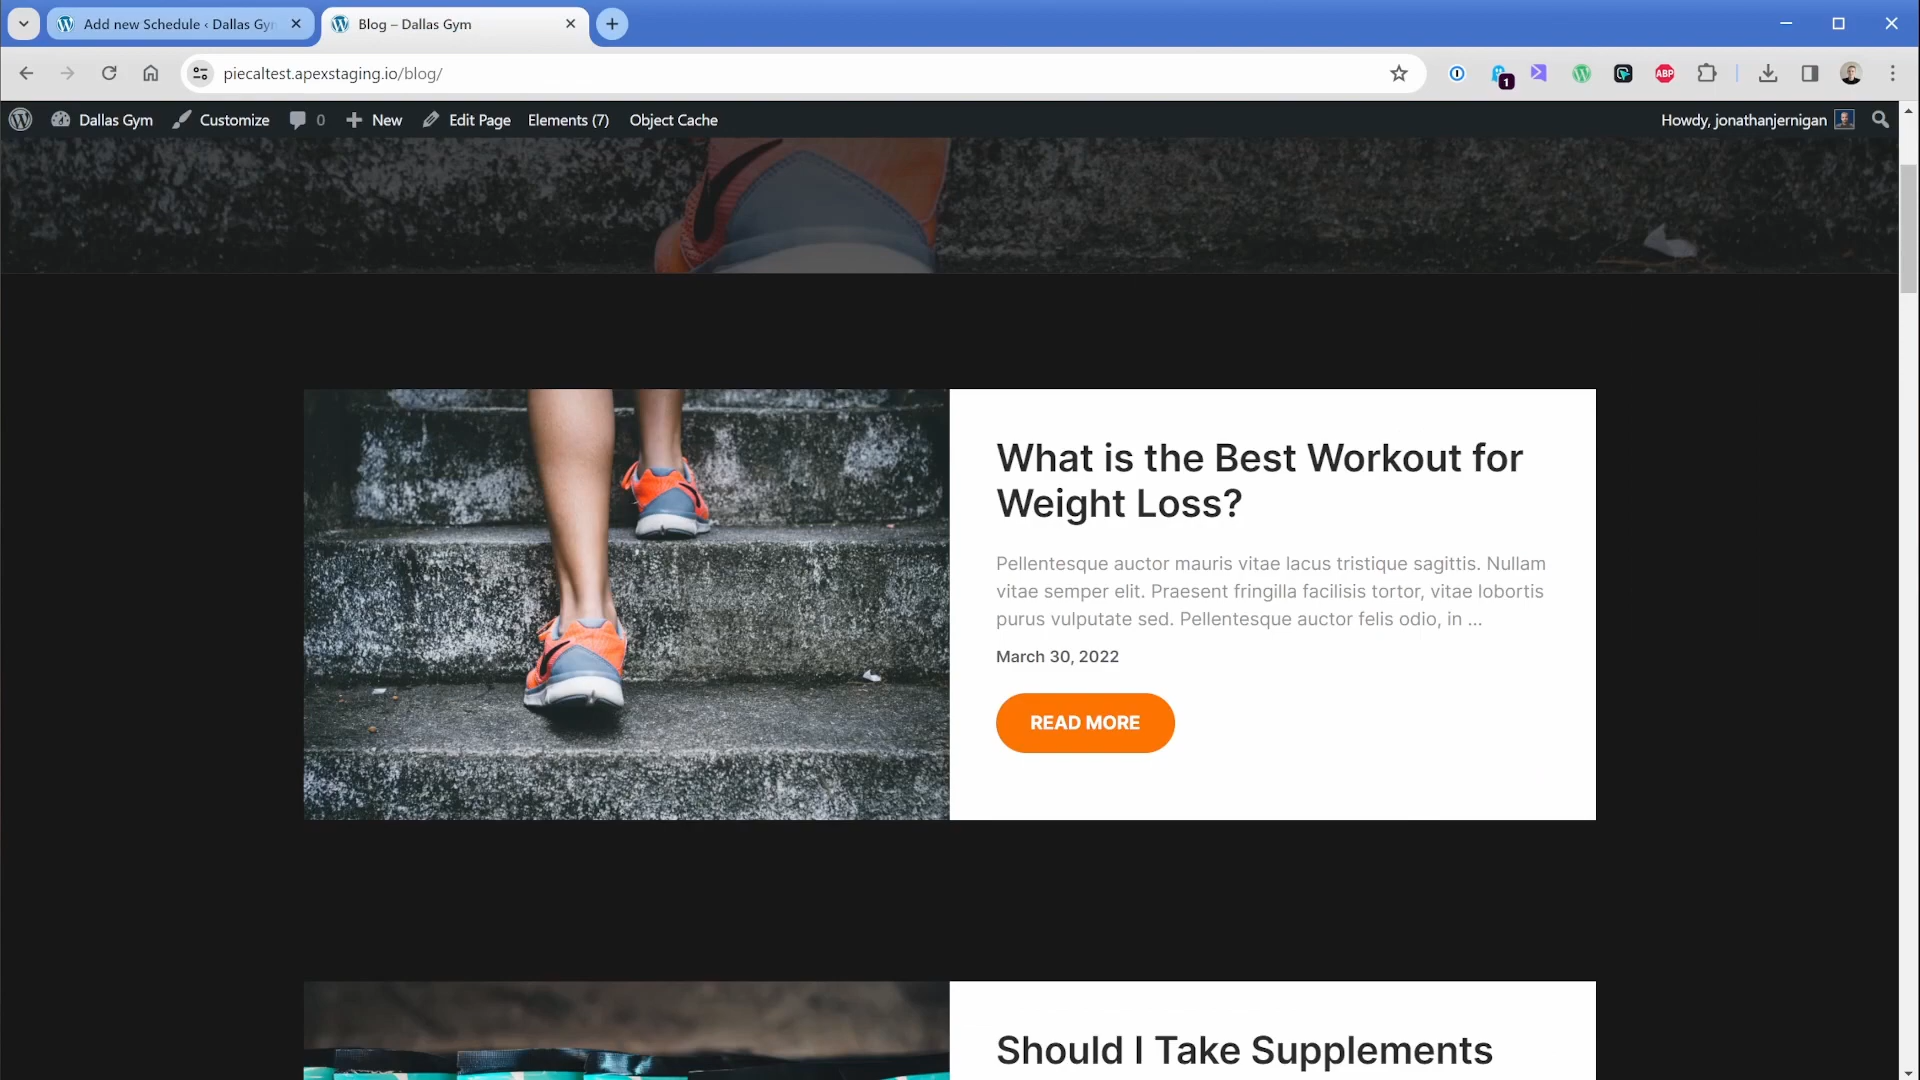 Add new Schedule ‹ Dallas Gy
Blog – Dallas Gym
piecaltest.apexstaging.io/blog/
1
ABP
Dallas Gym
Customize
0
New
Edit Page
Elements (7)
Object Cache
Howdy, jonathanjernigan
What is the Best Workout for
Weight Loss?
Pellentesque auctor mauris vitae lacus tristique sagittis. Nullam
vitae semper elit. Praesent fringilla facilisis tortor, vitae lobortis
purus vulputate sed. Pellentesque auctor felis odio, in ...
March 30, 2022
READ MORE
Should I Take Supplements